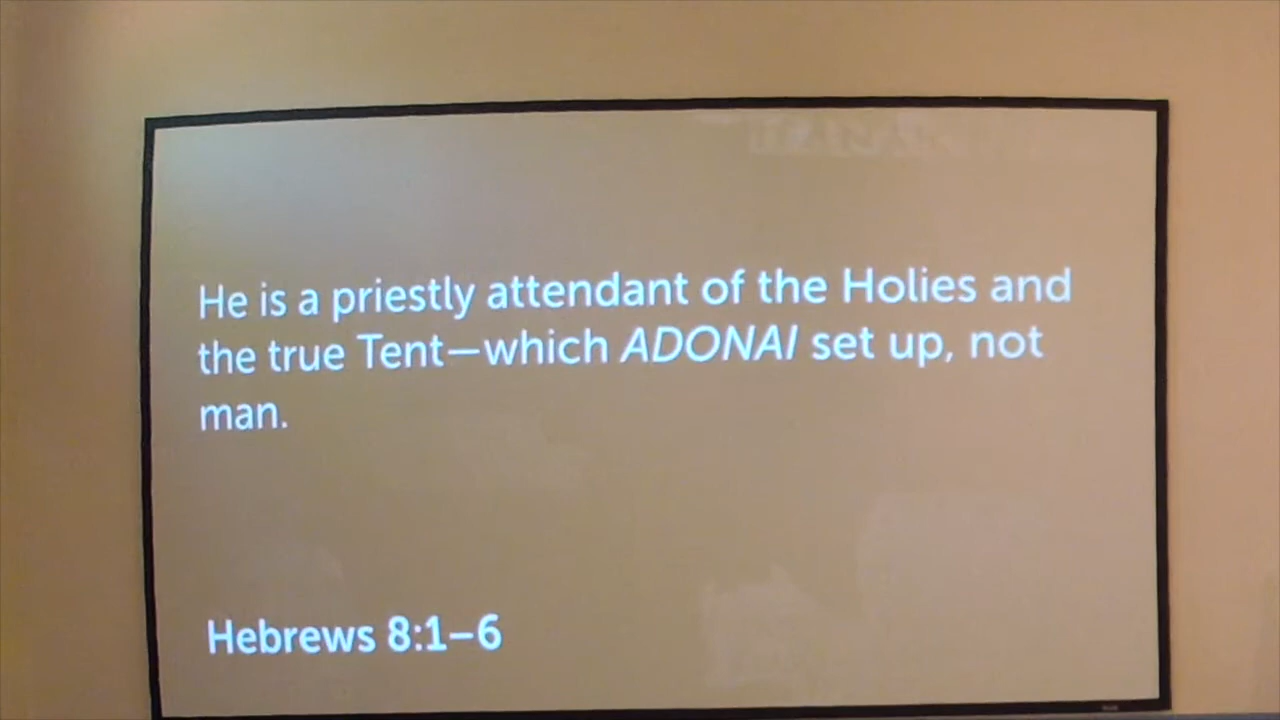 He is a priestly attendant of the Holies and
the true Tent—which ADONAI set up, not
man.
Hebrews 8:1–6